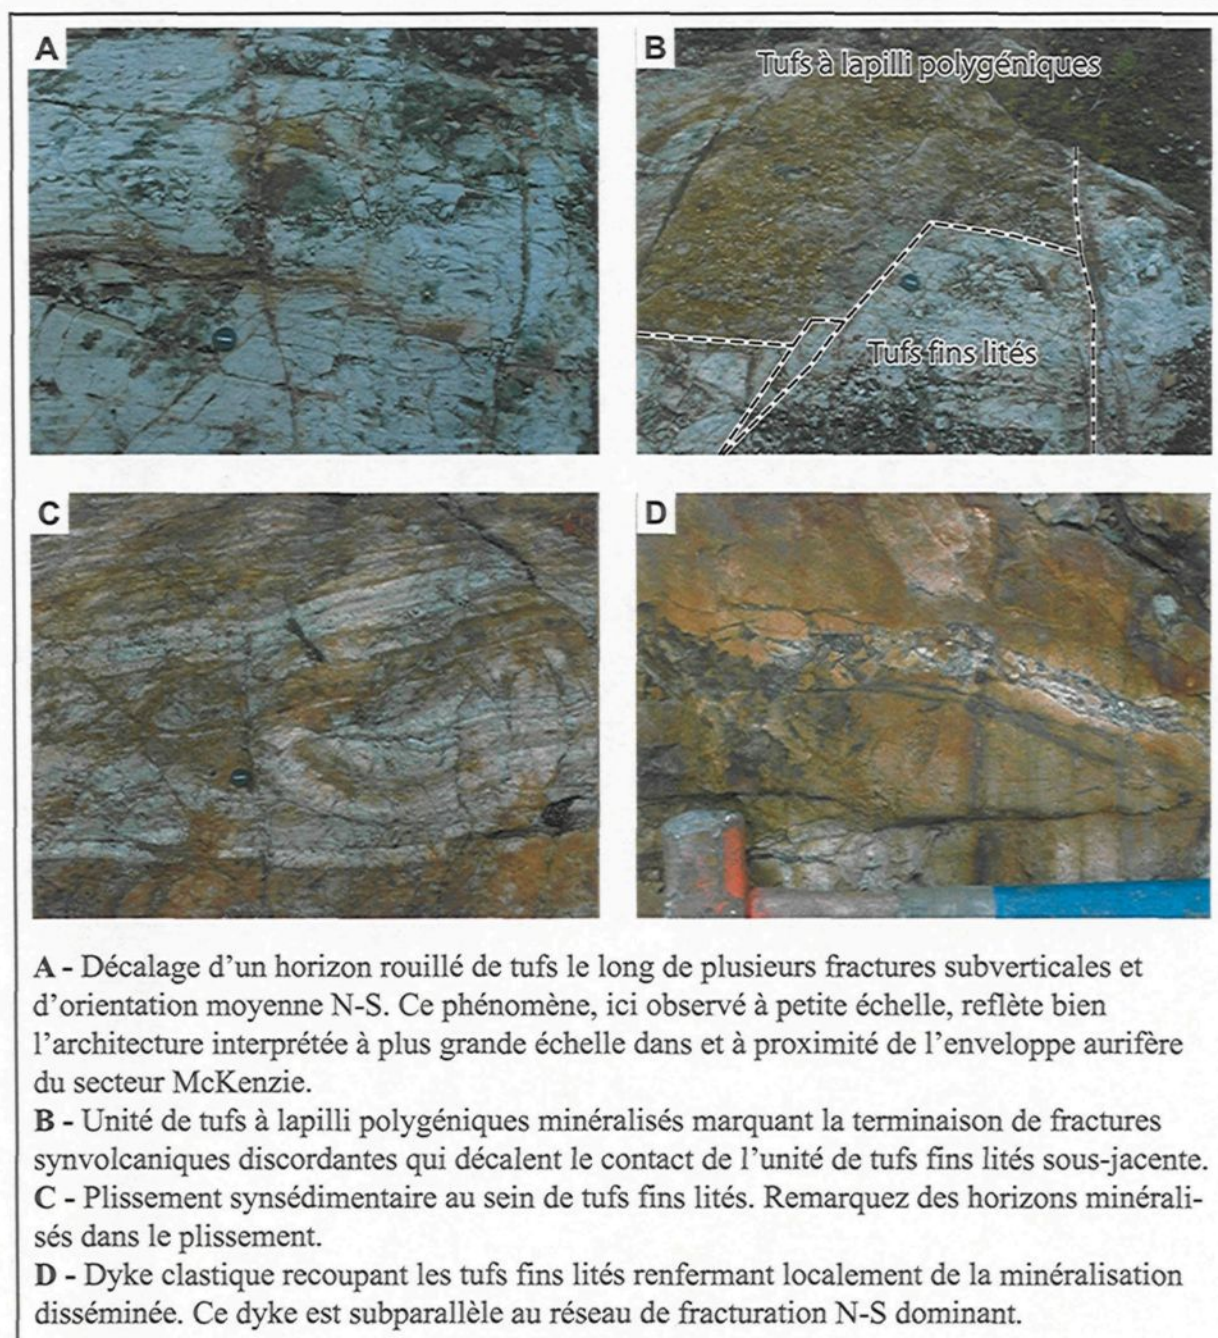 A
B
Tufs à lapilli polygéniques
Tufs fins lités
C
D
A - Décalage d'un horizon rouillé de tufs le long de plusieurs fractures subverticales et
d'orientation moyenne N-S. Ce phénomène, ici observé à petite échelle, reflète bien
l'architecture interprétée à plus grande échelle dans et à proximité de l'enveloppe aurifère
du secteur McKenzie.
B - Unité de tufs à lapilli polygéniques minéralisés marquant la terminaison de fractures
synvolcaniques discordantes qui décalent le contact de l'unité de tufs fins lités sous-jacente.
C - Plissement synsédimentaire au sein de tufs fins lités. Remarquez des horizons minérali-
sés dans le plissement.
D - Dyke clastique recoupant les tufs fins lités renfermant localement de la minéralisation
disséminée. Ce dyke est subparallèle au réseau de fracturation N-S dominant.